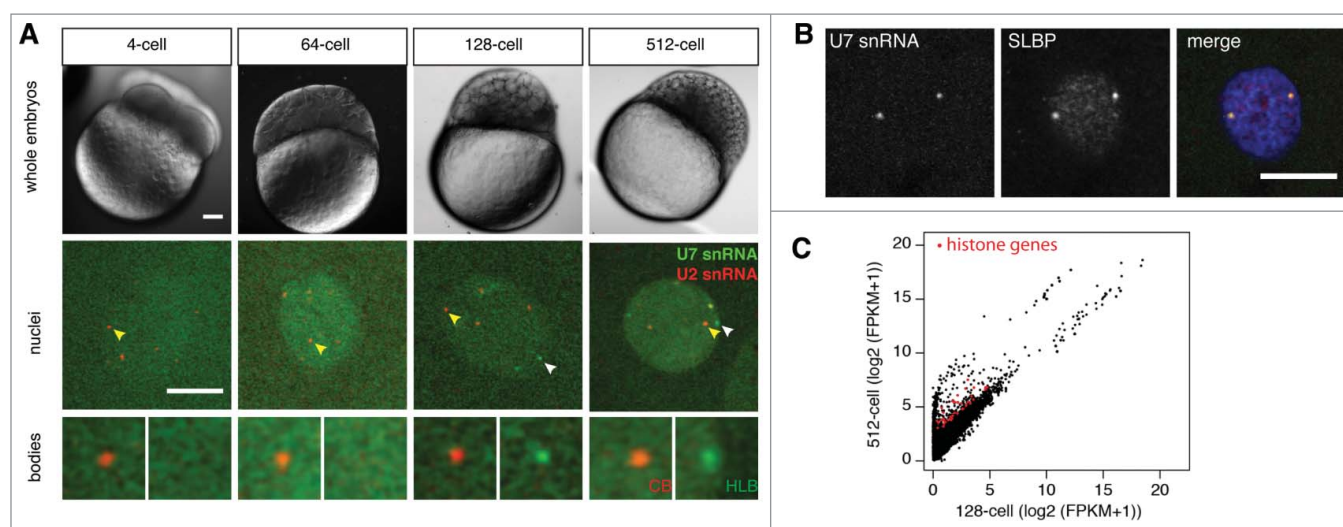 A
4-cell
64-cell
128-cell
512-cell
whole embryos
nuclei
U7 snRNA
U2 snRNA
bodies
CB
HLB
B
U7 snRNA
SLBP
merge
C
histone genes
512-cell (log2 (FPKM+1))
20
15
10
5
0
0 5 10 15 20
128-cell (log2 (FPKM+1))